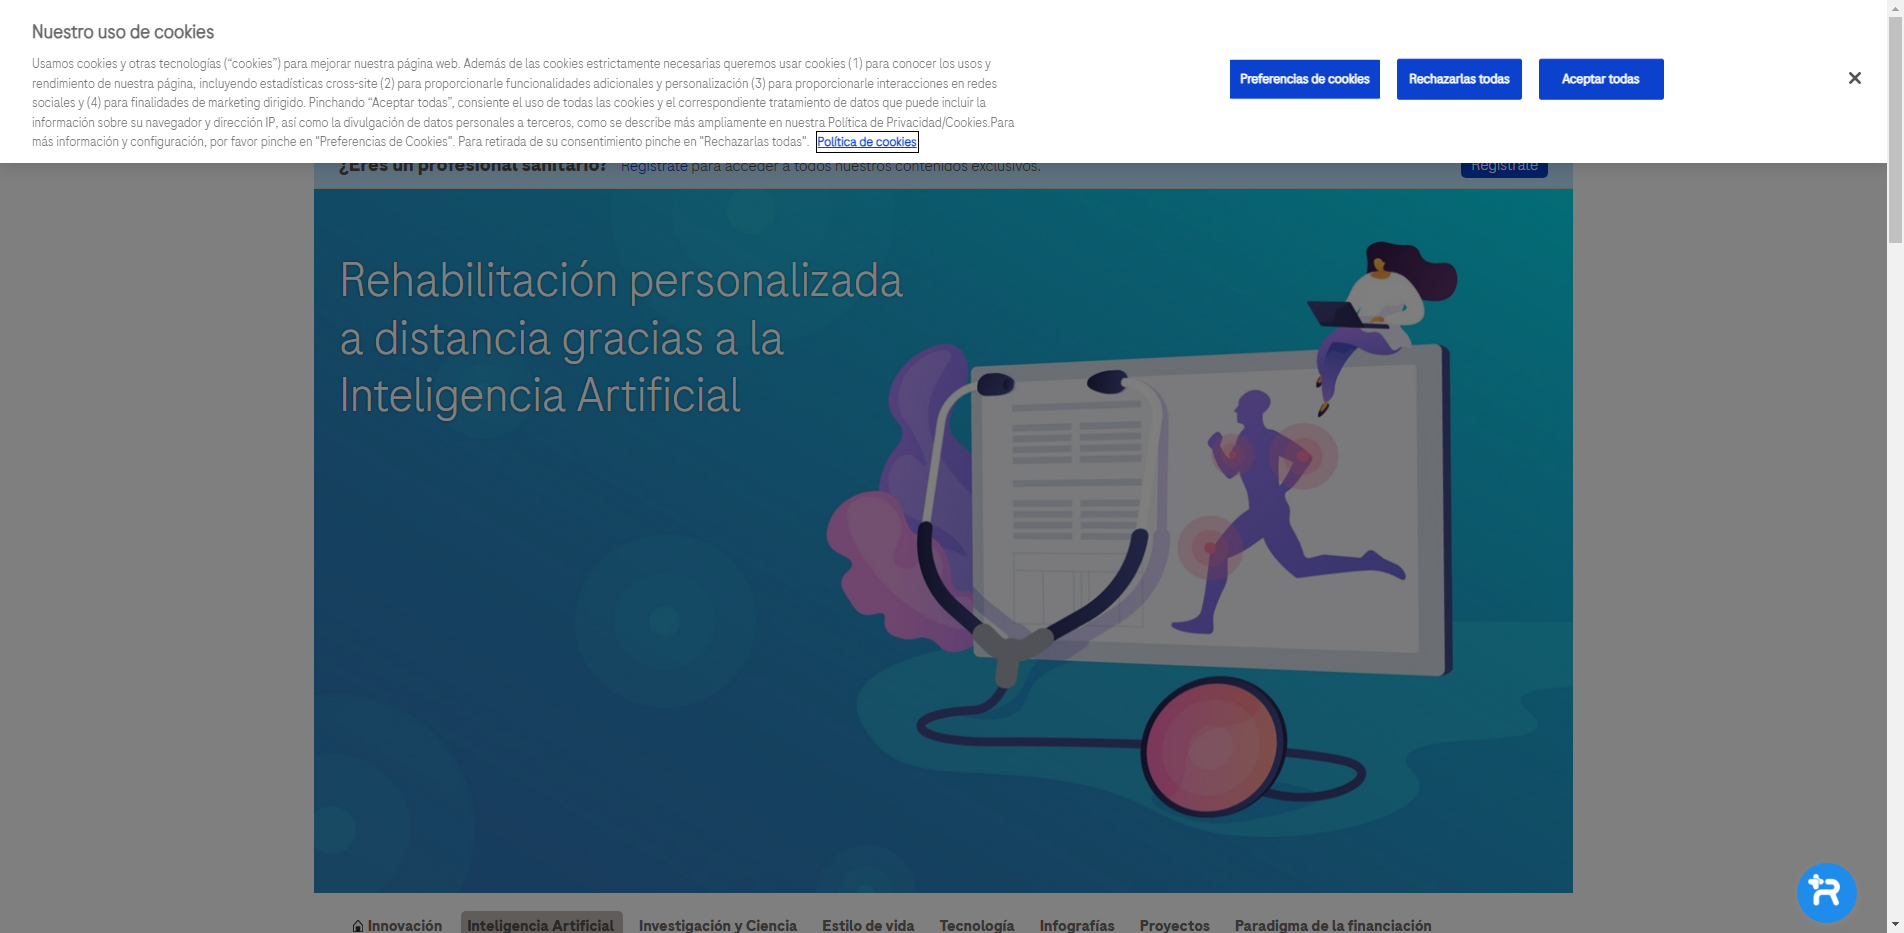 Nuestro uso de cookies
Usamos cookies y otras tecnologías (“cookies”) para mejorar nuestra página web. Además de las cookies estrictamente necesarias queremos usar cookies (1) para conocer los usos y
rendimiento de nuestra página, incluyendo estadísticas cross-site (2) para proporcionarle funcionalidades adicionales y personalización (3) para proporcionarle interacciones en redes
sociales y (4) para finalidades de marketing dirigido. Pinchando “Aceptar todas”, consiente el uso de todas las cookies y el correspondiente tratamiento de datos que puede incluir la
información sobre su navegador y dirección IP, así como la divulgación de datos personales a terceros, como se describe más ampliamente en nuestra Política de Privacidad/Cookies.Para
más información y configuración, por favor pinche en "Preferencias de Cookies". Para retirada de su consentimiento pinche en "Rechazarlas todas". Política de cookies
Preferencias de cookies
Rechazarlas todas
Aceptar todas
¿Eres un profesional sanitario? Regístrate para acceder a todos nuestros contenidos exclusivos.
Regístrate
Rehabilitación personalizada
a distancia gracias a la
Inteligencia Artificial
Innovación Inteligencia Artificial Investigación y Ciencia Estilo de vida Tecnología Infografías Proyectos Paradigma de la financiación